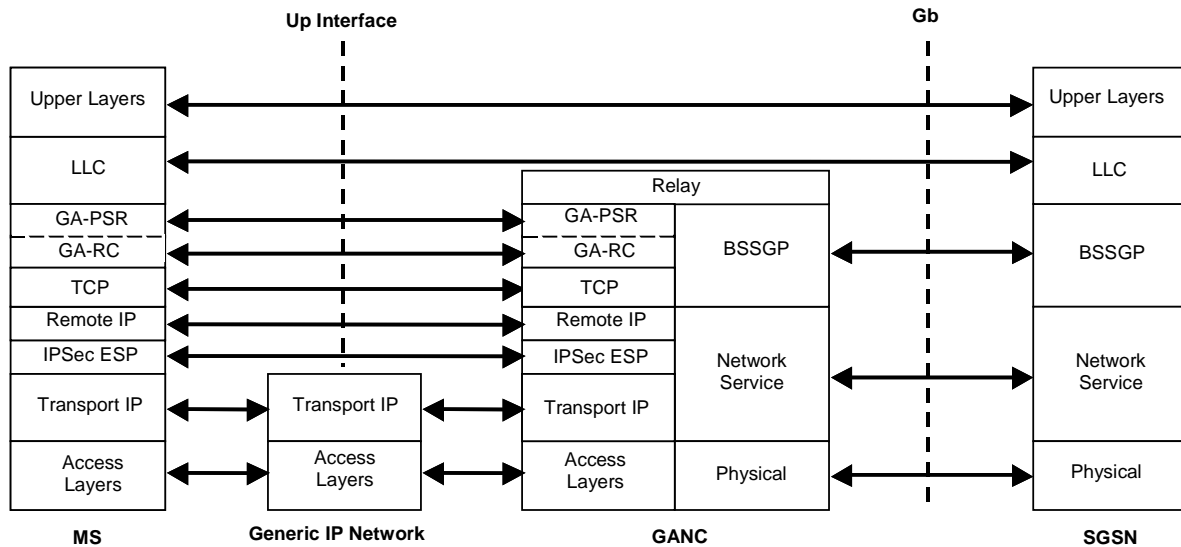 Up Interface
Gb
Upper Layers
LLC
GA-PSR
GA-RC
TCP
Remote IP
IPSec ESP
Transport IP
Access
Layers
MS
Transport IP
Access
Layers
Generic IP Network
Relay
GA-PSR
GA-RC
TCP
Remote IP
IPSec ESP
Transport IP
Access
Layers
BSSGP
Network
Service
Physical
GANC
Upper Layers
LLC
BSSGP
Network
Service
Physical
SGSN